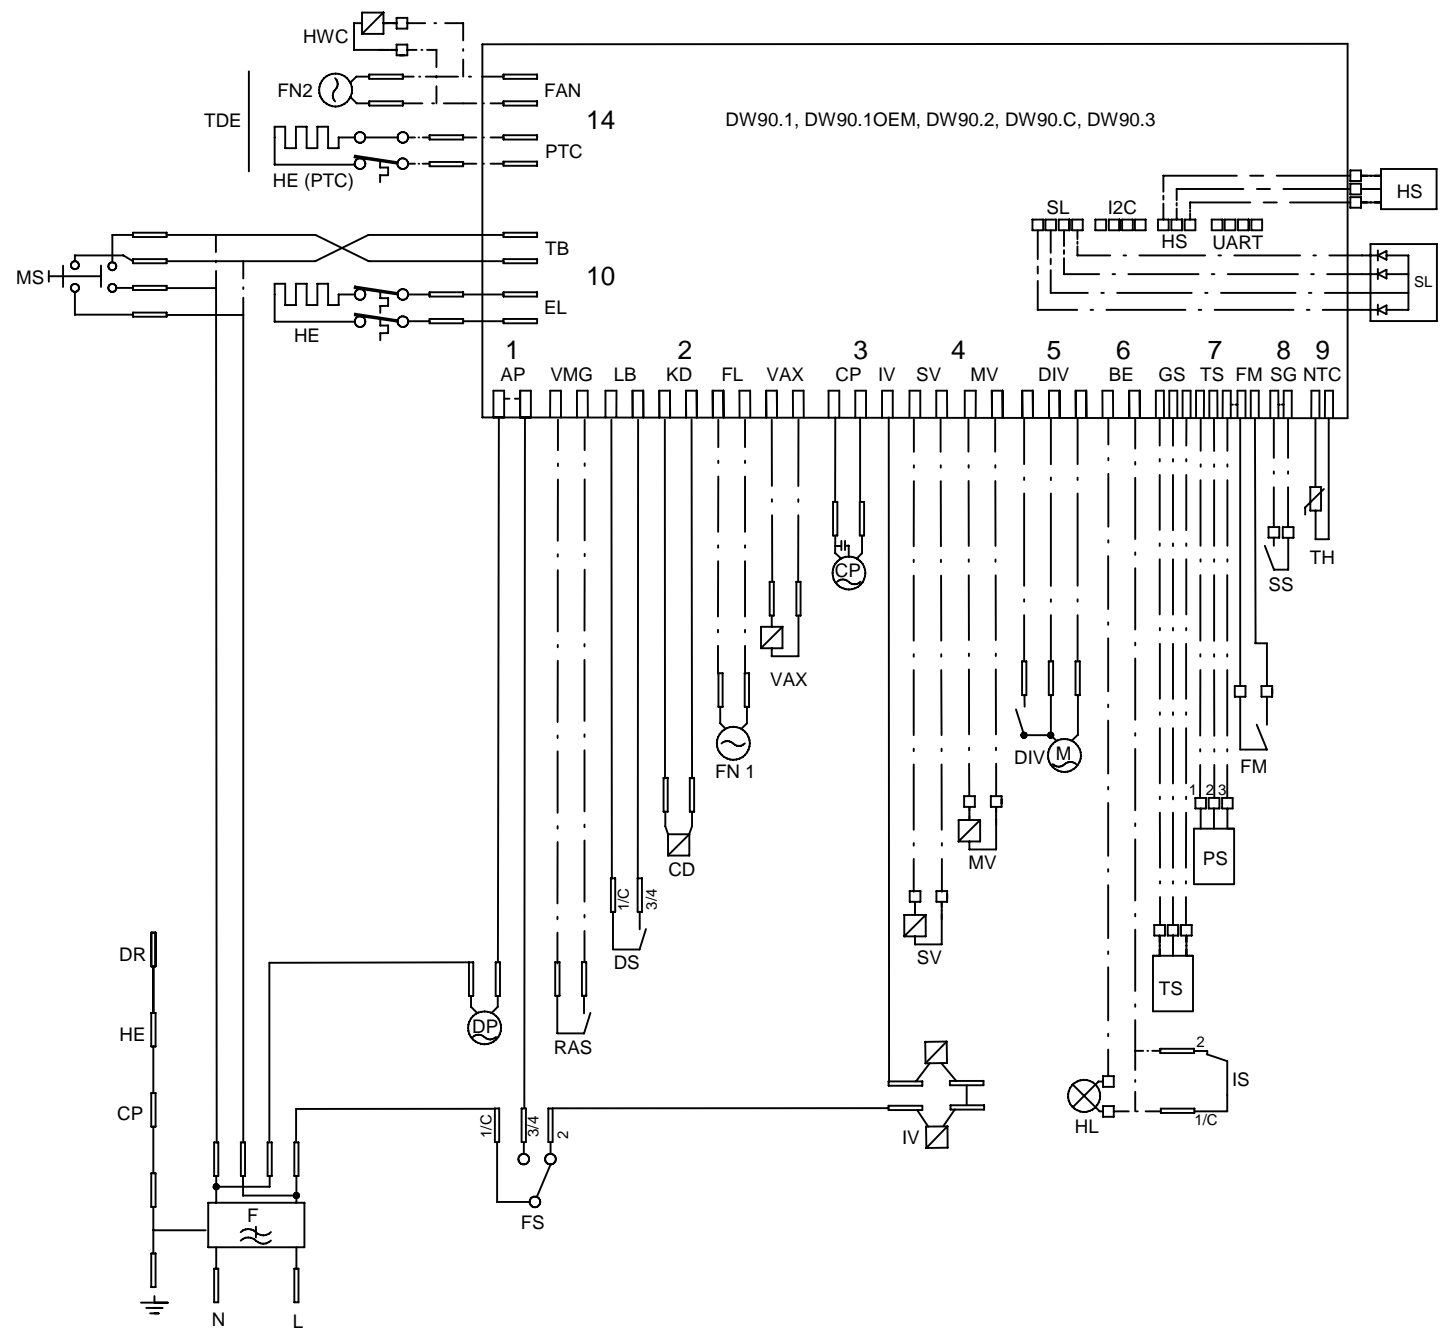 HWC
FN2
FAN
TDE
14
DW90.1, DW90.1OEM, DW90.2, DW90.C, DW90.3
PTC
HE (PTC)
HS
SL
I2C
HS
UART
TB
MS
10
SL
EL
HE
1
2
3
4
5
6
7
8
9
AP
VMG
LB
KD
FL
VAX
CP
IV
SV
MV
DIV
BE
GS
TS
FM
SG
NTC
TH
CP
SS
VAX
DIV
M
FN 1
FM
1
2
3
CD
MV
PS
1/C
3/4
DR
DS
SV
TS
DP
HE
RAS
2
IS
CP
1/C
3/4
2
IV
HL
1/C
F
FS
N
L